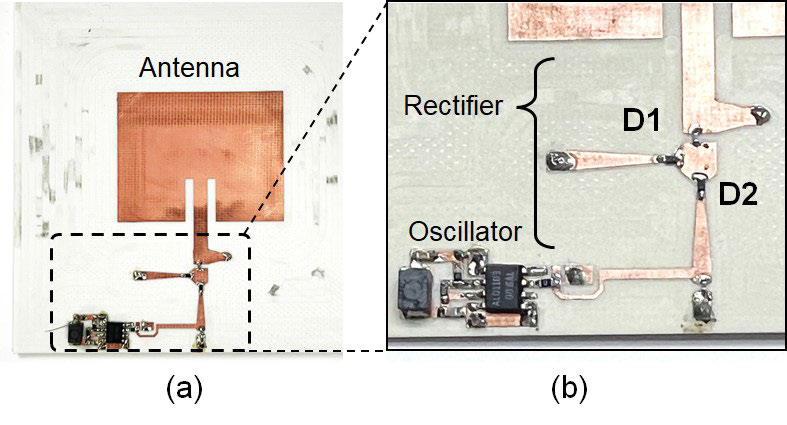 Antenna
Rectifier
D1
D2
Oscillator
(a)
(b)